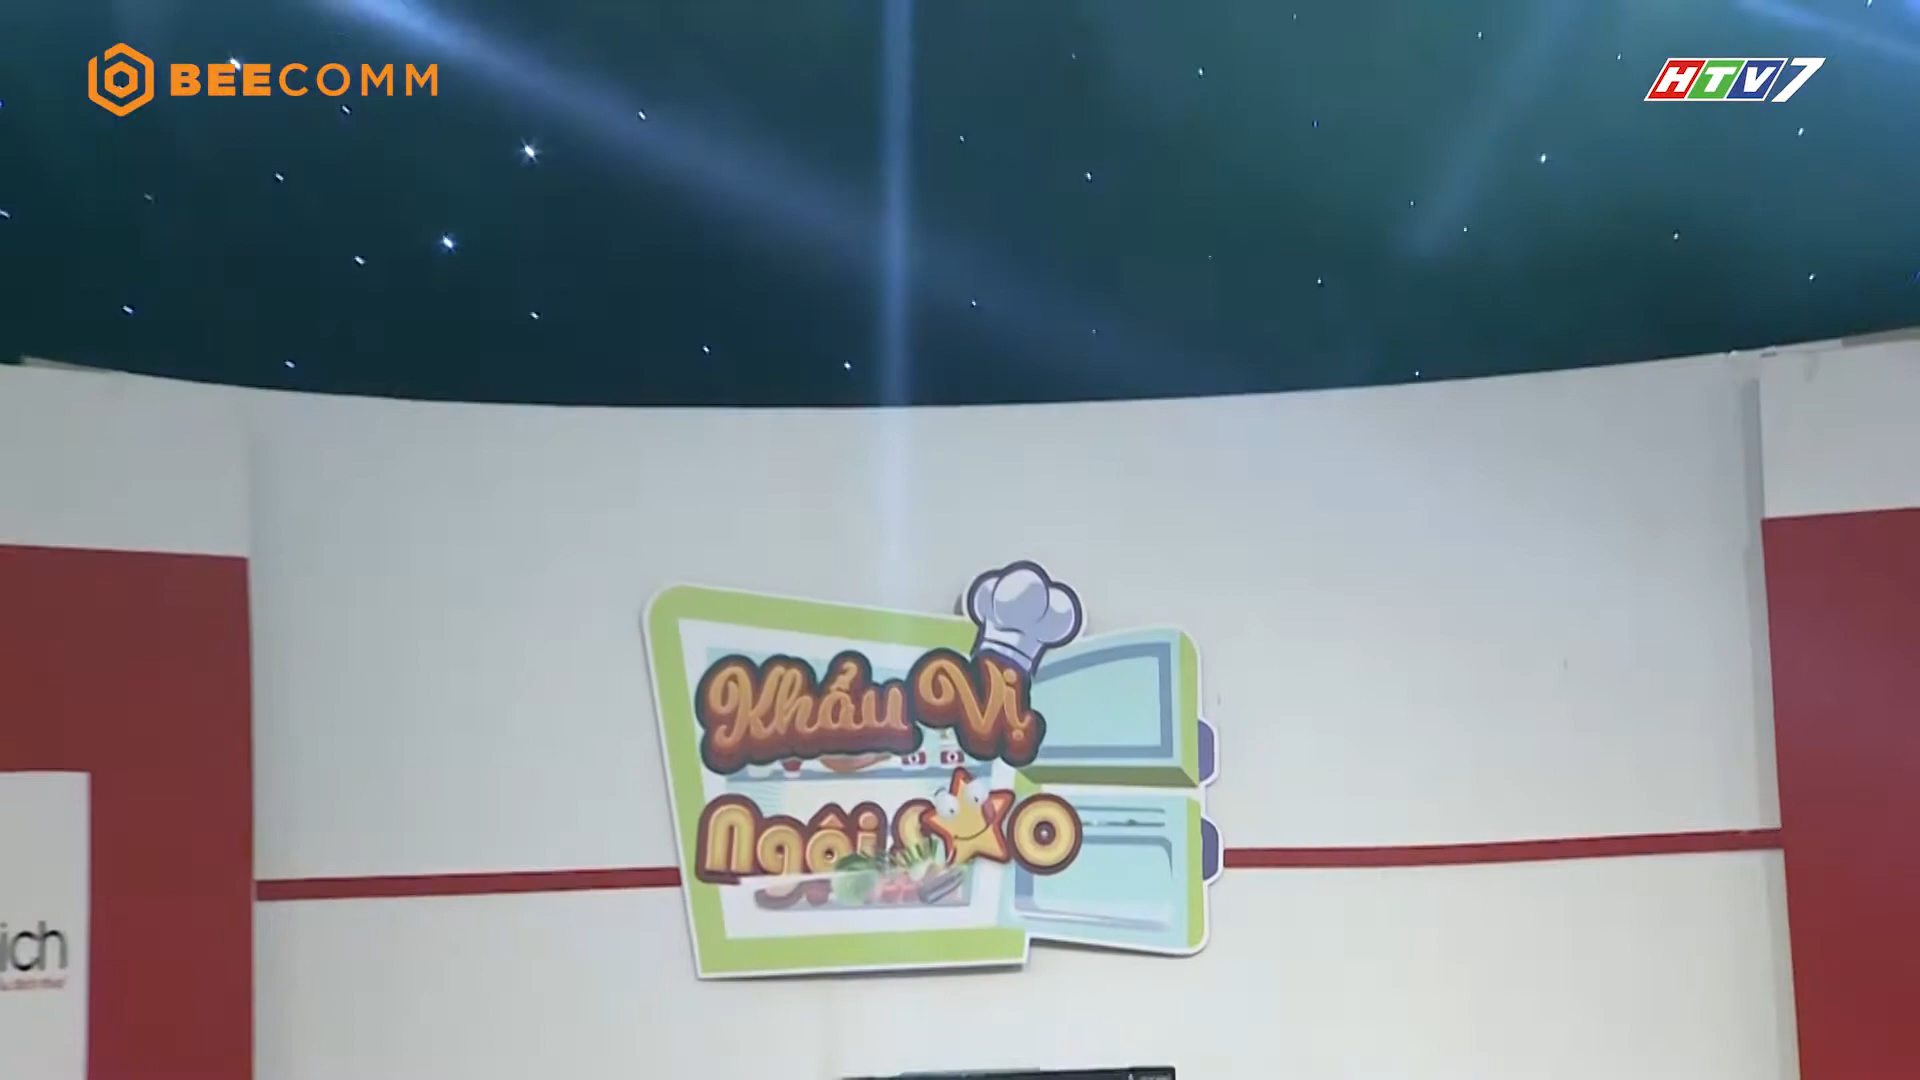 BEECOMM
HTV7
Khẩu Vị
Ngôi Sao
ich